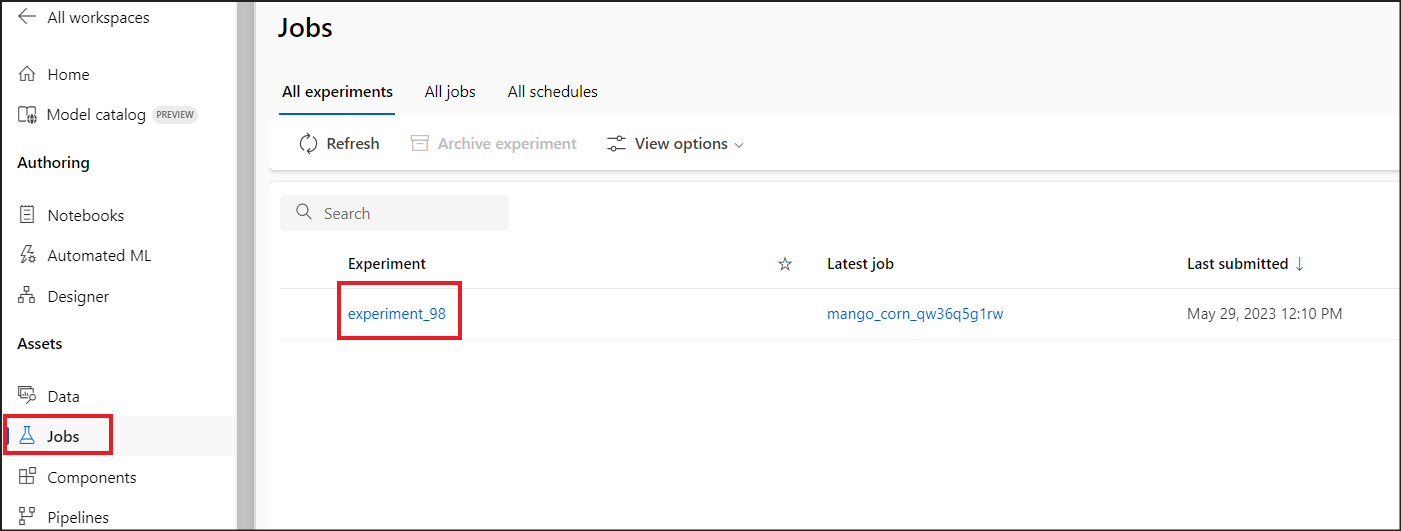 All workspaces
Home
Model catalog PREVIEW
Authoring
Notebooks
Automated ML
Designer
Assets
Data
Jobs
Components
Pipelines
Jobs
All experiments All jobs All schedules
Refresh Archive experiment View options
Search
Experiment Latest job Last submitted
experiment_98 mango_corn_qw36q5g1rw May 29, 2023 12:10 PM